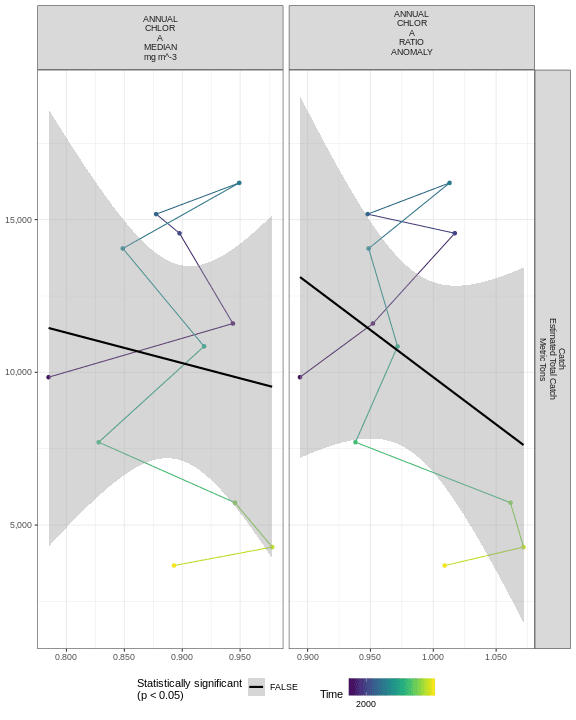 ANNUAL
CHLOR
A
MEDIAN
mg m^-3
ANNUAL
CHLOR
A
RATIO
ANOMALY
15,000
10,000
5,000
Catch
Estimated Total Catch
Metric Tons
0.800
0.850
0.900
0.950
0.900
0.950
1.000
1.050
Statistically significant
(p < 0.05)
FALSE
Time
2000